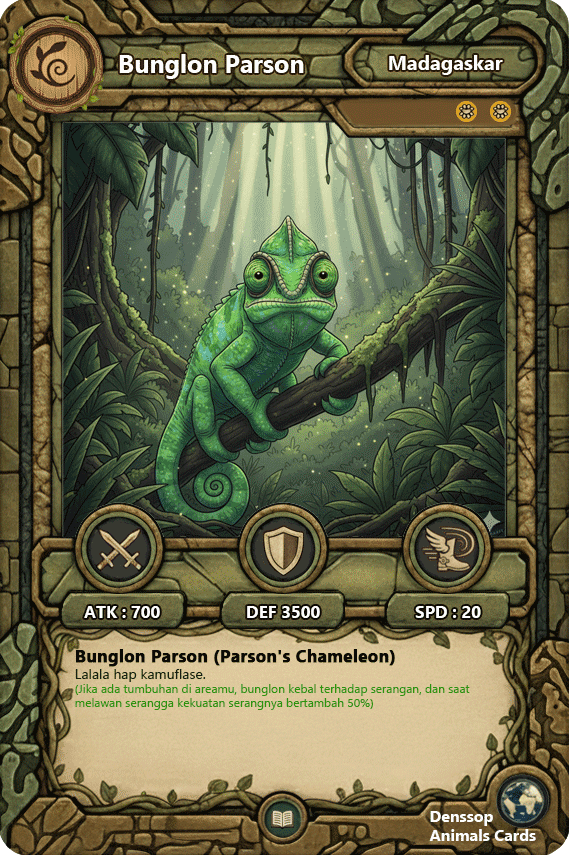 Bunglon Parson
Madagaskar
ATK : 700
DEF 3500
SPD : 20
Bunglon Parson (Parson's Chameleon)
Lalala hap kamuflase.
(Jika ada tumbuhan di areamu, bunglon kebal terhadap serangan, dan saat
melawan serangga kekuatan serangnya bertambah 50%)
Denssop
Animals Cards